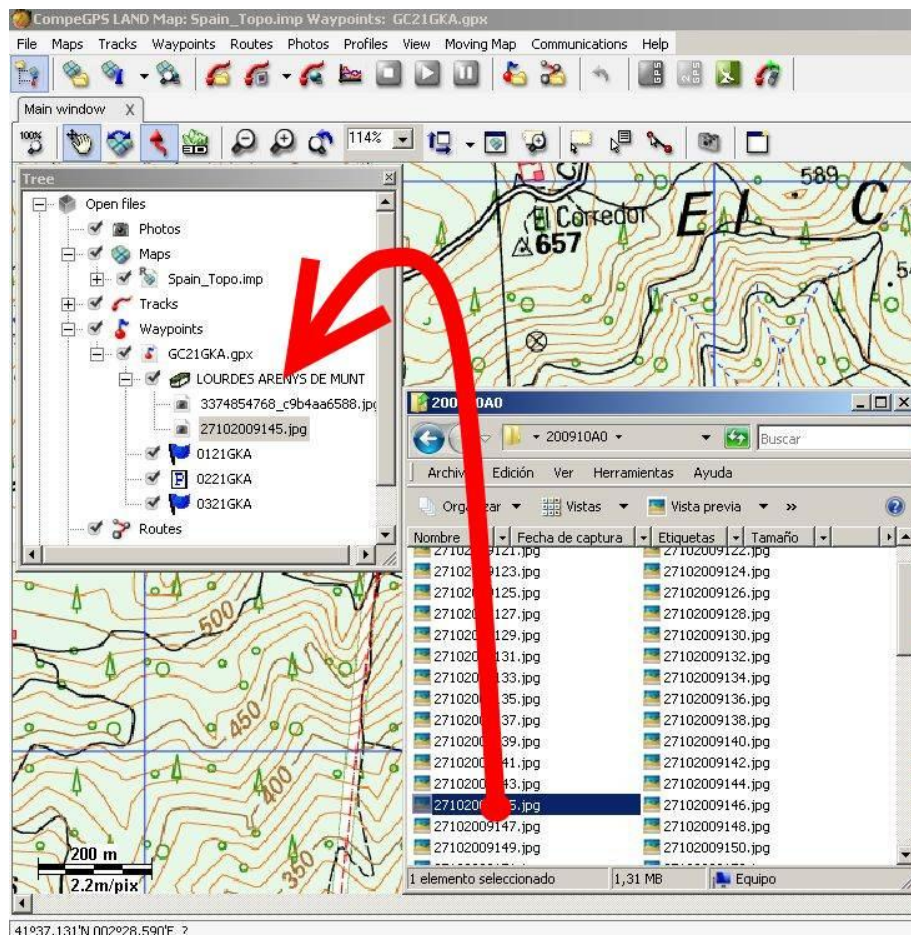 CompeGPS LAND Map: Spain_Topo.imp Waypoints: GC21GKA.gpx
File Maps Tracks Waypoints Routes Photos Profiles View Moving Map Communications Help
Main window X
100%
114%
Tree
Open files
Photos
Maps
Spain_Topo.imp
Tracks
Waypoints
GC21GKA.gpx
LOURDES ARENYS DE MUNT
3374854768_c9b4aa6588.jpg
27102009145.jpg
0121GKA
0221GKA
0321GKA
Routes
El Corredor
657
589
E l C
200910A0
200910A0
Buscar
Edición Ver Herramientas Ayuda
Vistas Vista previa
Nombre Fecha de captura Etiquetas Tamaño
27102009122.jpg
27102009124.jpg
27102009126.jpg
27102009128.jpg
27102009130.jpg
27102009132.jpg
27102009134.jpg
27102009136.jpg
27102009138.jpg
27102009140.jpg
27102009142.jpg
27102009144.jpg
27102009146.jpg
27102009147.jpg 27102009148.jpg
27102009149.jpg 27102009150.jpg
1 elemento seleccionado 1,31 MB Equipo
500
450
400
350
200 m
2.2m/pix
41º37.131'N 002º28.590'E ?